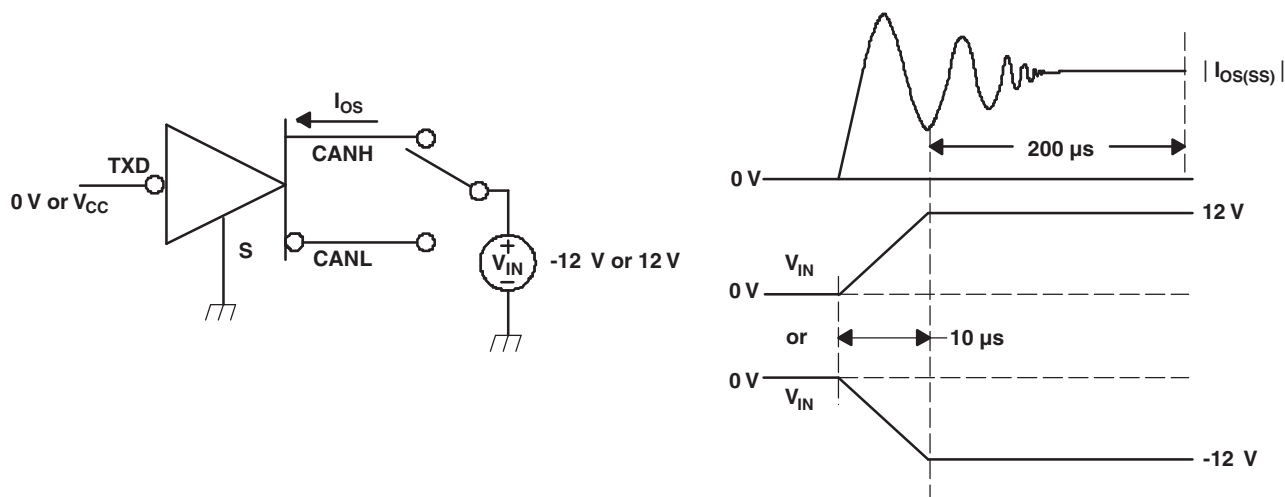 I_OS
TXD
CANH
0 V or V_CC
S
CANL
+
V_IN
−
-12 V or 12 V
| I_OS(SS) |
200 µs
0 V
12 V
V_IN
0 V
or
10 µs
0 V
V_IN
-12 V